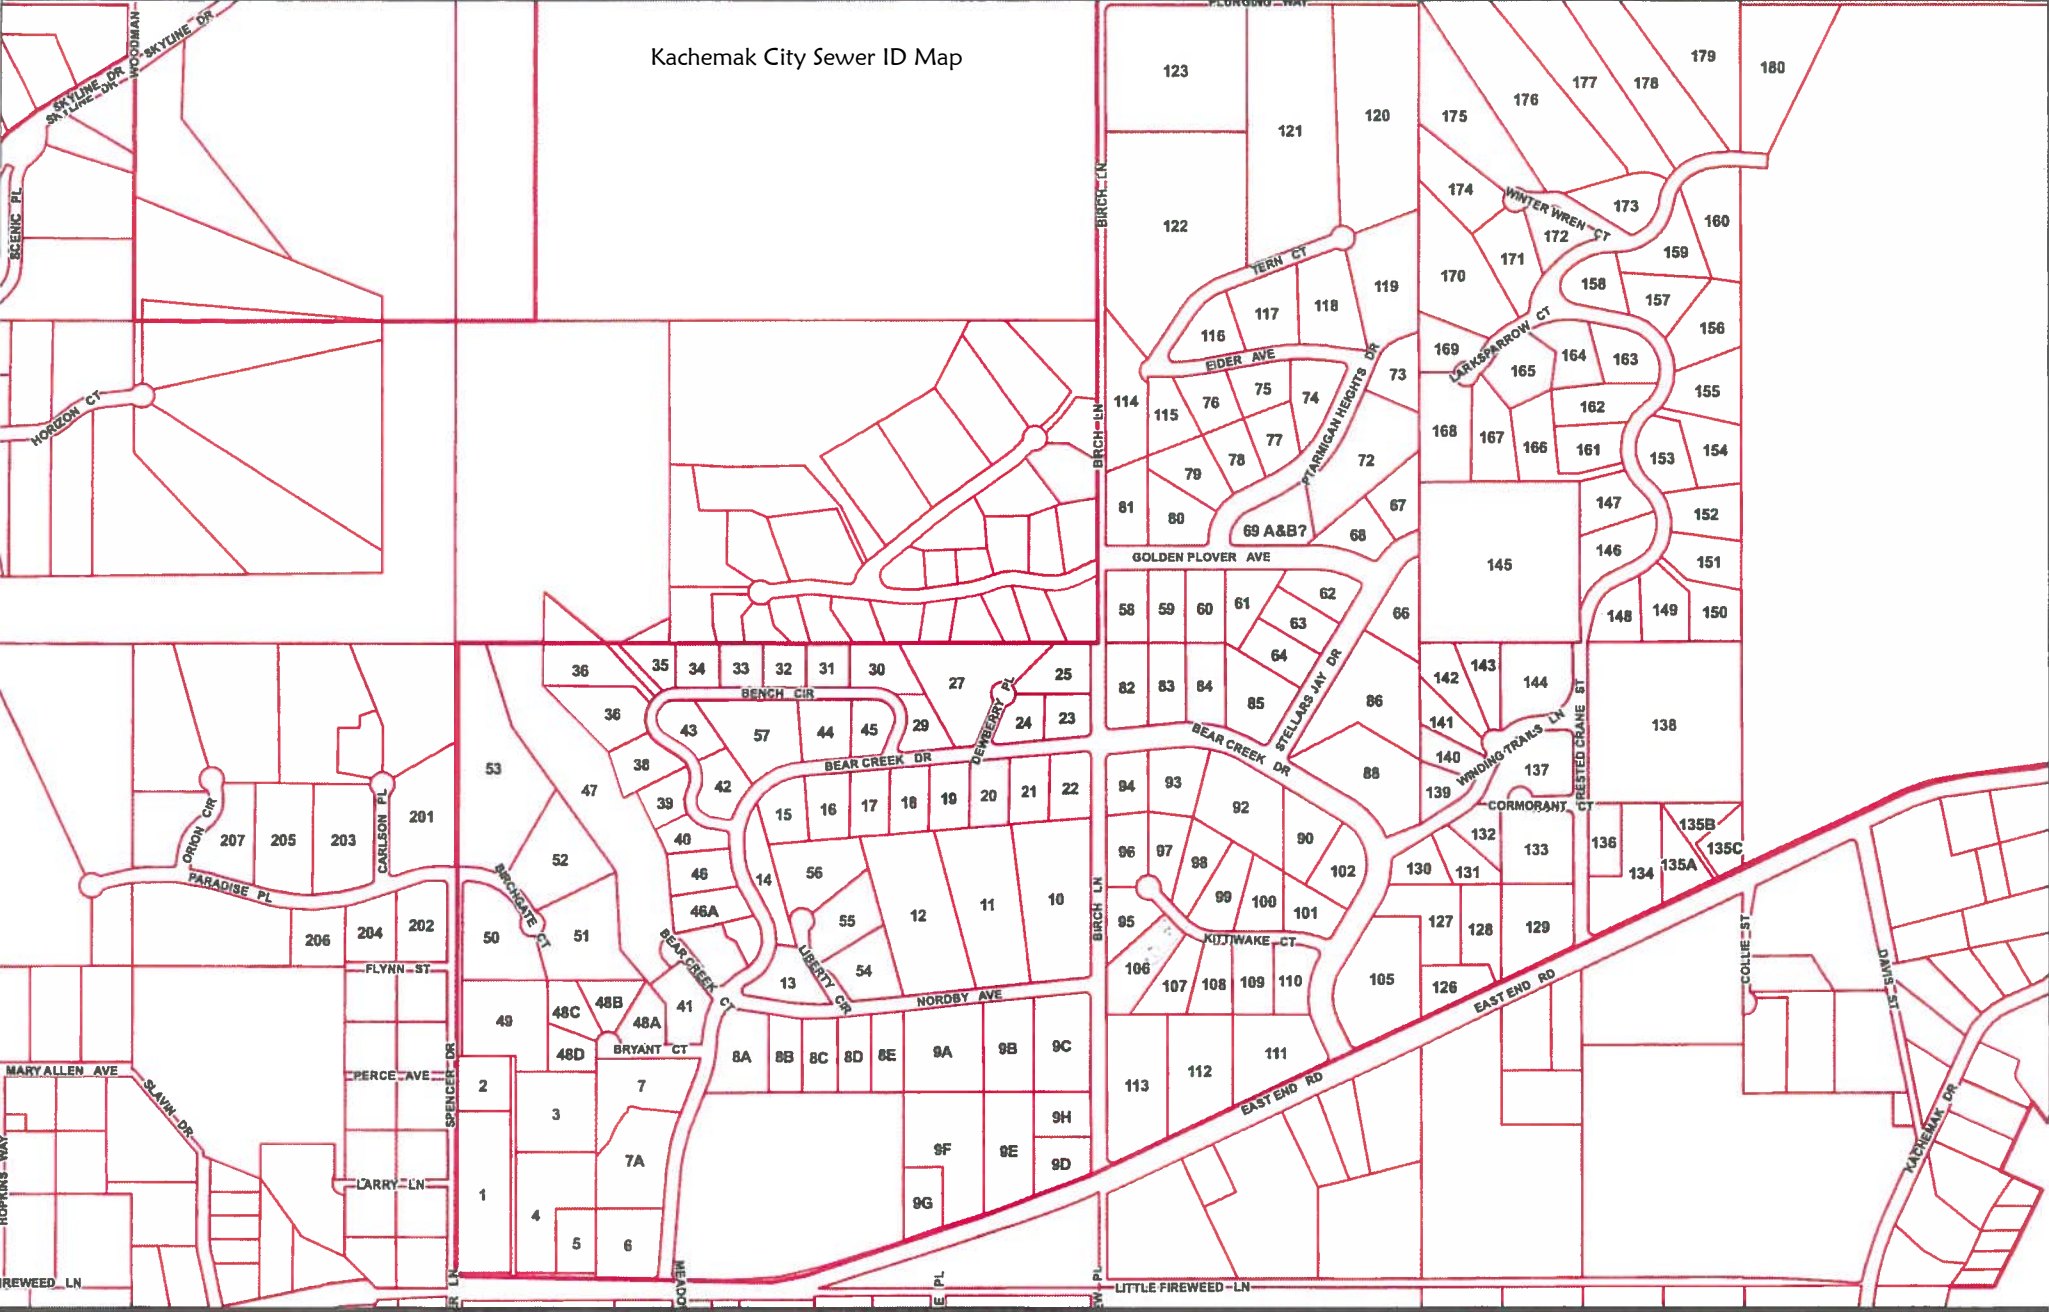 PLUNGING WAY
Kachemak City Sewer ID Map
WOODMAN
SKYLINE DR
SKYLINE DR
SKYLINE DR
SCENIC PL
HORIZON CT
BIRCH LN
BIRCH LN
123
121
120
122
TERN CT
119
118
117
116
EIDER AVE
PTARMIGAN HEIGHTS DR
73
75
74
76
114
115
77
78
79
72
81
80
67
68
69 A&B?
GOLDEN PLOVER AVE
179
180
178
177
176
175
174
WINTER WREN CT
173
172
171
170
160
159
158
157
156
LARKSPARROW CT
169
165
164
163
155
162
168
167
166
161
153
154
147
152
146
151
145
148
149
150
58
59
60
61
62
63
64
66
STELLARS JAY DR
82
83
84
85
86
BEAR CREEK DR
88
142
143
144
141
140
139
137
138
WINDING TRAILS LN
CRESTED CRANE ST
CORMORANT CT
36
35
34
33
32
31
30
27
25
BENCH CIR
DEWBERRY PL
36
43
57
44
45
29
24
23
53
47
38
42
BEAR CREEK DR
39
40
15
16
17
18
19
20
21
22
94
93
92
90
102
96
97
98
99
100
101
95
KITTIWAKE CT
106
107
108
109
110
105
132
133
136
134
135A
135B
135C
130
131
127
128
129
126
EAST END RD
COLLIE ST
DAVIS ST
KACHEMAK DR
ORION CIR
207
205
203
CARLSON PL
201
PARADISE PL
BIRCHGATE CT
206
204
202
FLYNN ST
52
50
51
46
46A
14
56
55
54
13
12
11
10
BIRCH LN
BEAR CREEK CT
LIBERTY CIR
NORDBY AVE
49
48C
48B
48A
48D
41
BRYANT CT
8A
8B
8C
8D
8E
9A
9B
9C
113
112
111
EAST END RD
MARY ALLEN AVE
SLAVIN DR
PERCE AVE
SPENCER DR
2
3
7
7A
9H
9F
9E
9D
9G
LARRY LN
1
4
5
6
HOPKINS WAY
IREWEED LN
LN
MEADO
E PL
EW PL
LITTLE FIREWEED LN